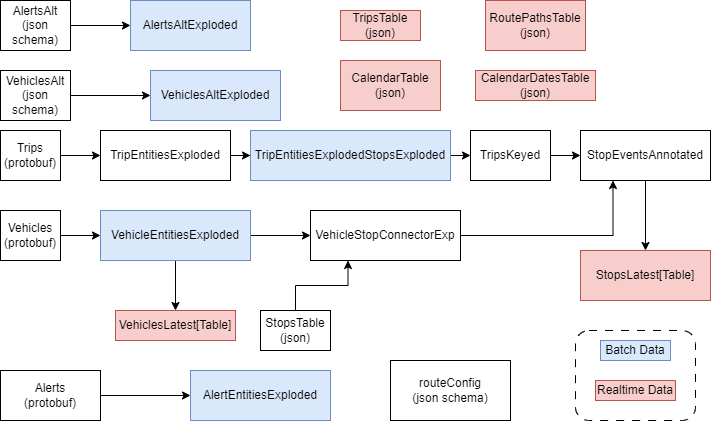 AlertsAlt
(json
schema)
AlertsAltExploded
TripsTable
(json)
RoutePathsTable
(json)
VehiclesAlt
(json
schema)
VehiclesAltExploded
CalendarTable
(json)
CalendarDatesTable
(json)
Trips
(protobuf)
TripEntitiesExploded
TripEntitiesExplodedStopsExploded
TripsKeyed
StopEventsAnnotated
Vehicles
(protobuf)
VehicleEntitiesExploded
VehicleStopConnectorExp
StopsLatest[Table]
VehiclesLatest[Table]
StopsTable
(json)
Batch Data
Realtime Data
Alerts
(protobuf)
AlertEntitiesExploded
routeConfig
(json schema)